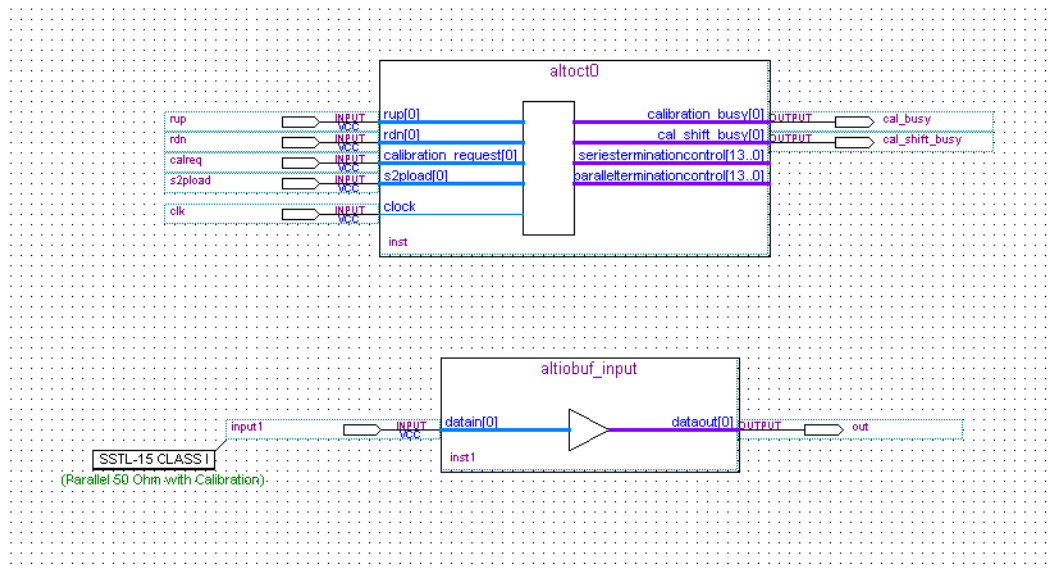 altoct0
rup INPUT VCC rup[0] calibration_busy[0] OUTPUT cal_busy
rdn INPUT VCC rdn[0] cal_shift_busy[0] OUTPUT cal_shift_busy
calreq INPUT VCC calibration_request[0] seriesterminationcontrol[13..0]
s2pload INPUT VCC s2pload[0] parallelterminationcontrol[13..0]
clk INPUT VCC clock
inst
altiobuf_input
input1 INPUT VCC datain[0] dataout[0] OUTPUT out
SSTL-15 CLASS I
inst1
(Parallel 50 Ohm with Calibration)